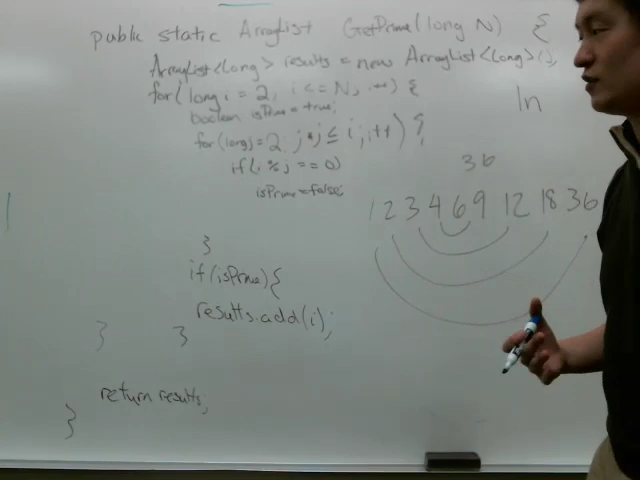 public static ArrayList GetPrime(long N) {
ArrayList<Long> results = new ArrayList<Long>();
for(long i = 2; i <= N; i++) {
boolean isPrime = true;
for(long j = 2; j*j ≤ i; i++) {
if(i % j == 0)
isPrime = false;
}
if(isPrime) {
results.add(i);
} }
return results;
}
ln
36
1 2 3 4 6 9 12 18 36